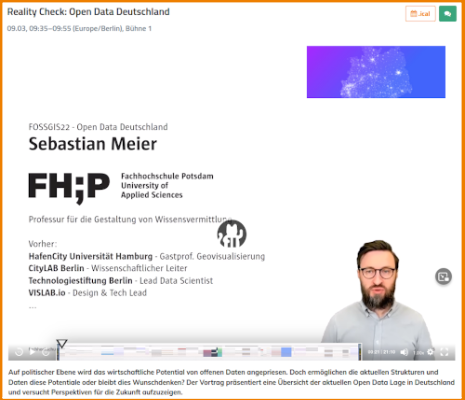 Reality Check: Open Data Deutschland
.ical
09.03, 09:35–09:55 (Europe/Berlin), Bühne 1
FOSSGIS22 - Open Data Deutschland
Sebastian Meier
FH;P
Fachhochschule Potsdam
University of
Applied Sciences
Professur für die Gestaltung von Wissensvermittlung
FIT
Vorher:
HafenCity Universität Hamburg - Gastprof. Geovisualisierung
CityLAB Berlin - Wissenschaftlicher Leiter
Technologiestiftung Berlin - Lead Data Scientist
VISLAB.io - Design & Tech Lead
...
Auf politischer Ebene wird das wirtschaftliche Potential von offenen Daten angepriesen. Doch ermöglichen die aktuellen Strukturen und
Daten diese Potentiale oder bleibt dies Wunschdenken? Der Vortrag präsentiert eine Übersicht der aktuellen Open Data Lage in Deutschland
und versucht Perspektiven für die Zukunft aufzuzeigen.